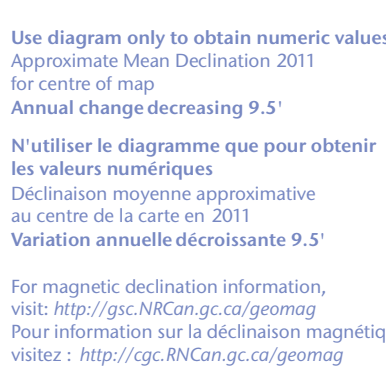 Use diagram only to obtain numeric values
Approximate Mean Declination 2011
for centre of map
Annual change decreasing 9.5'
N'utiliser le diagramme que pour obtenir
les valeurs numériques
Déclinaison moyenne approximative
au centre de la carte en 2011
Variation annuelle décroissante 9.5'
For magnetic declination information,
visit: http://gsc.NRCan.gc.ca/geomag
Pour information sur la déclinaison magnétiq
visitez : http://cgc.RNCan.gc.ca/geomag